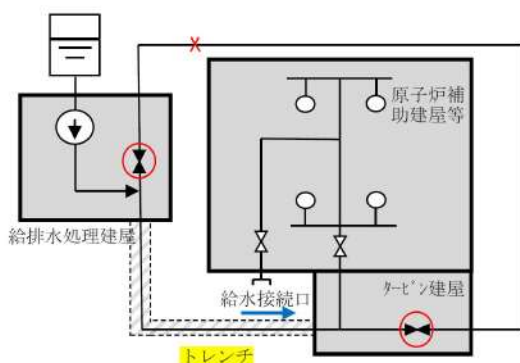 原子炉補
助建屋等
給排水処理建屋
給水接続口
ﾀｰﾋﾞﾝ建屋
トレンチ